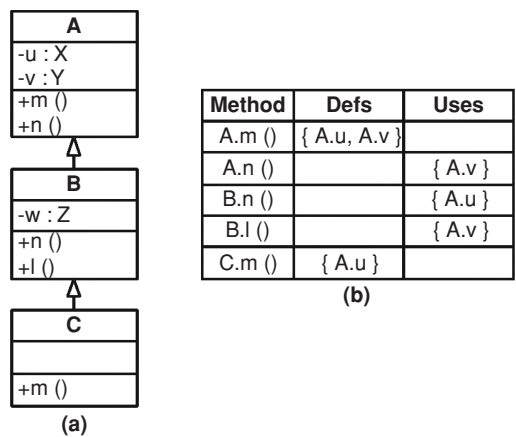 A
-u : X
-v : Y
+m ()
+n ()
B
-w : Z
+n ()
+l ()
C
+m ()
(a)
Method Defs Uses
A.m () { A.u, A.v }
A.n () { A.v }
B.n () { A.u }
B.l () { A.v }
C.m () { A.u }
(b)